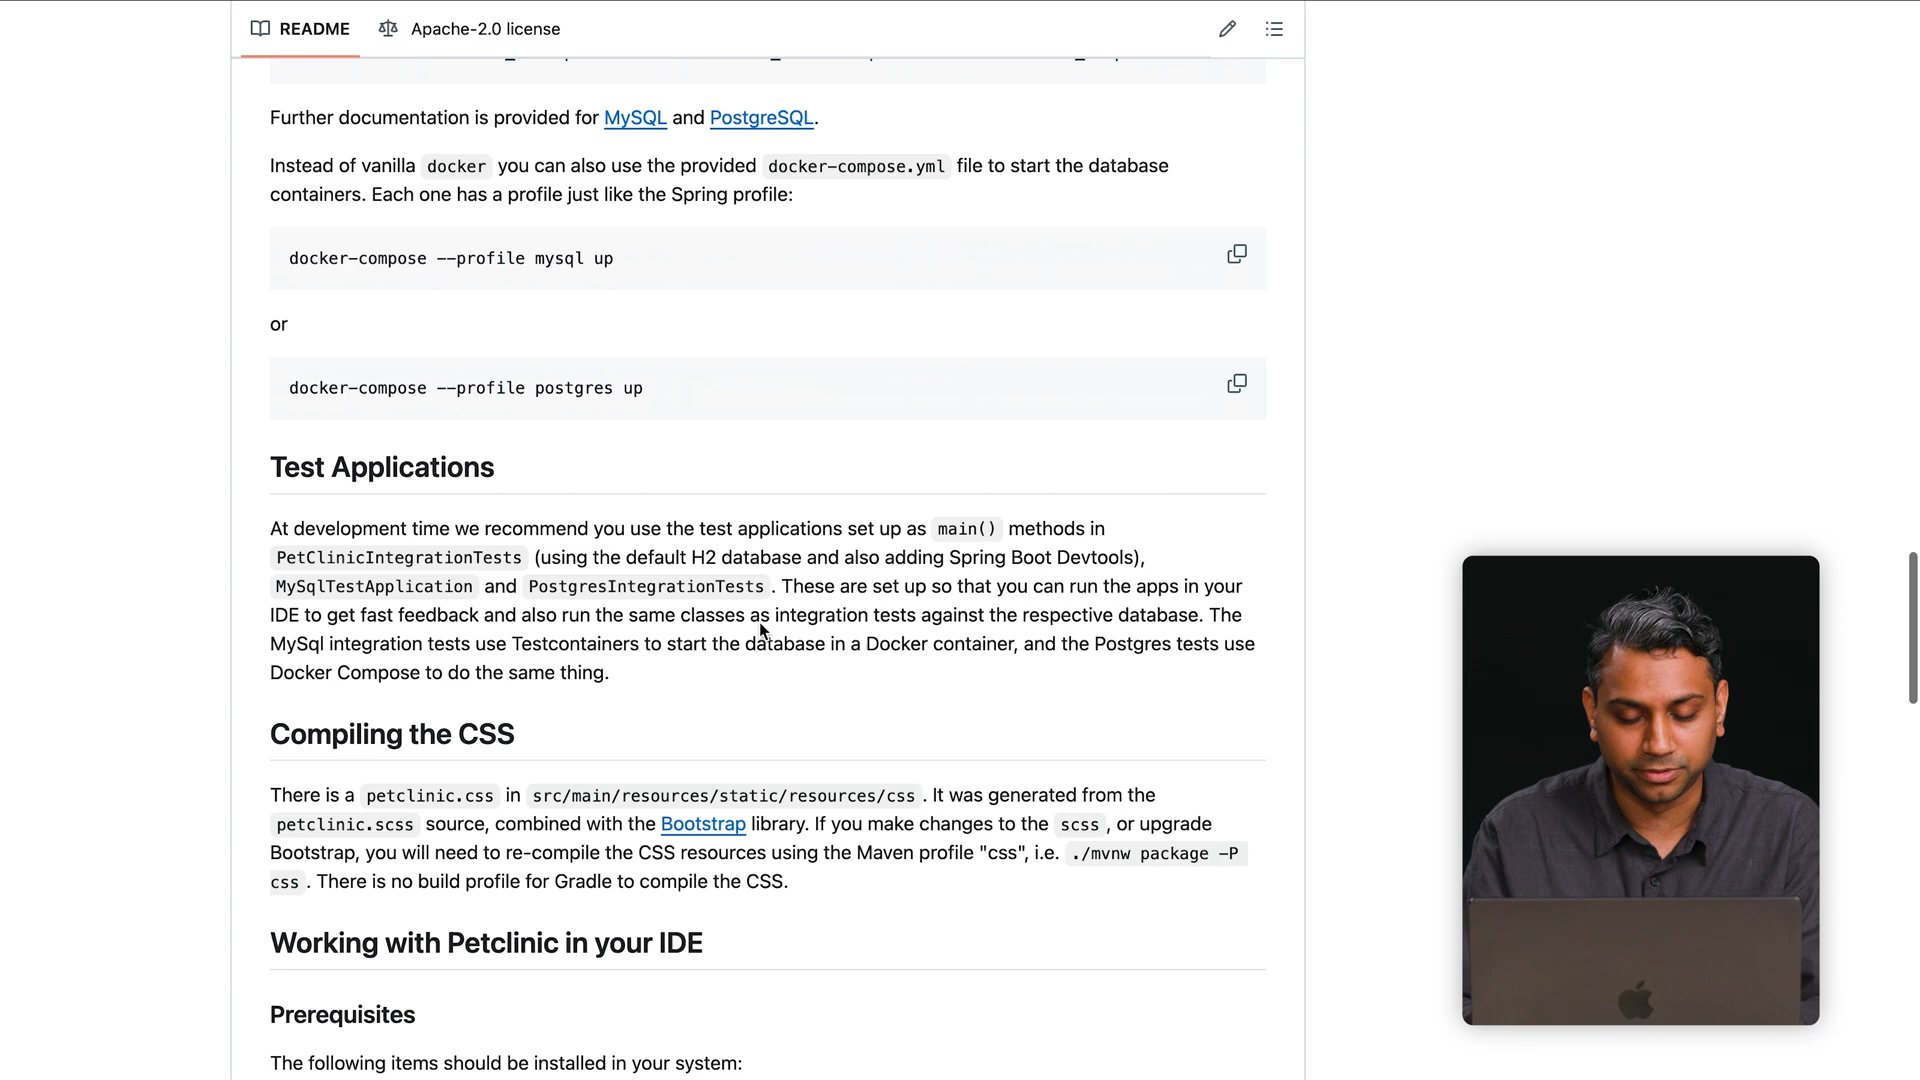 README
Apache-2.0 license
Further documentation is provided for MySQL and PostgreSQL.
Instead of vanilla docker you can also use the provided docker-compose.yml file to start the database
containers. Each one has a profile just like the Spring profile:
docker-compose --profile mysql up
or
docker-compose --profile postgres up
Test Applications
At development time we recommend you use the test applications set up as main() methods in
PetClinicIntegrationTests (using the default H2 database and also adding Spring Boot Devtools),
MySqlTestApplication and PostgresIntegrationTests. These are set up so that you can run the apps in your
IDE to get fast feedback and also run the same classes as integration tests against the respective database. The
MySql integration tests use Testcontainers to start the database in a Docker container, and the Postgres tests use
Docker Compose to do the same thing.
Compiling the CSS
There is a petclinic.css in src/main/resources/static/resources/css. It was generated from the
petclinic.scss source, combined with the Bootstrap library. If you make changes to the scss, or upgrade
Bootstrap, you will need to re-compile the CSS resources using the Maven profile "css", i.e. ./mvnw package -P
css. There is no build profile for Gradle to compile the CSS.
Working with Petclinic in your IDE
Prerequisites
The following items should be installed in your system: